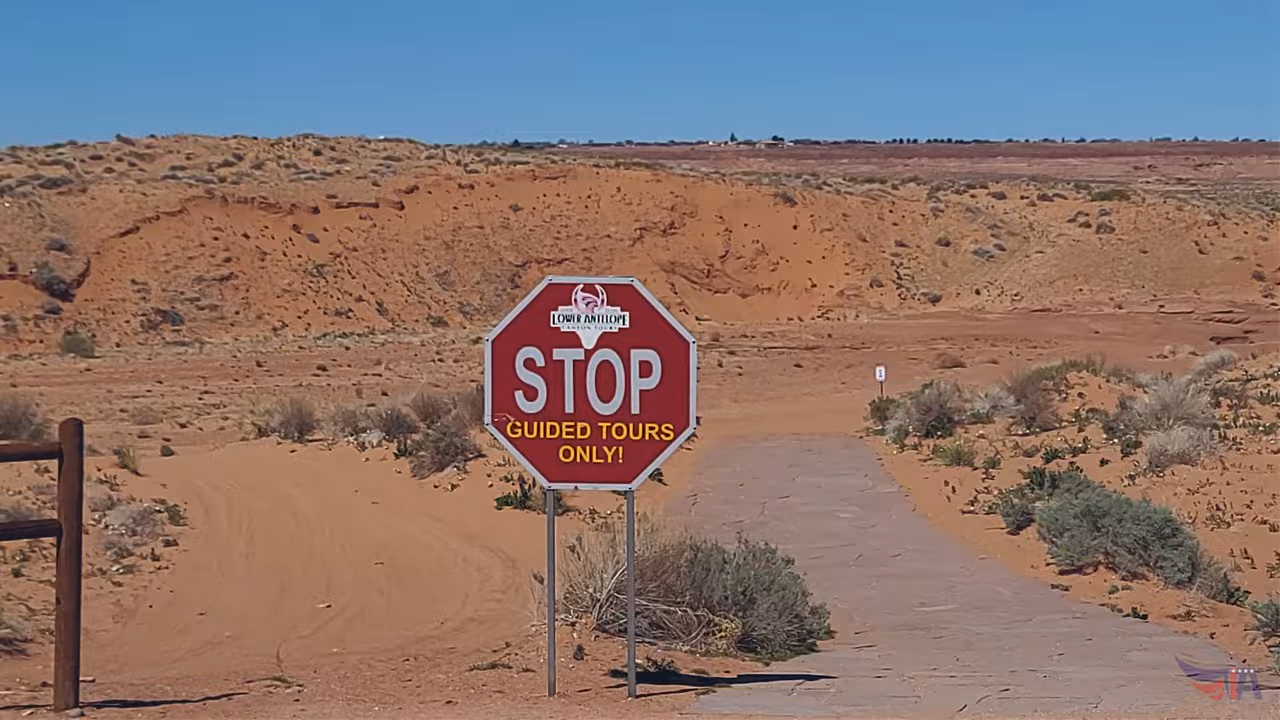 LOWER ANTELOPE
CANYON TOURS
STOP
GUIDED TOURS
ONLY!